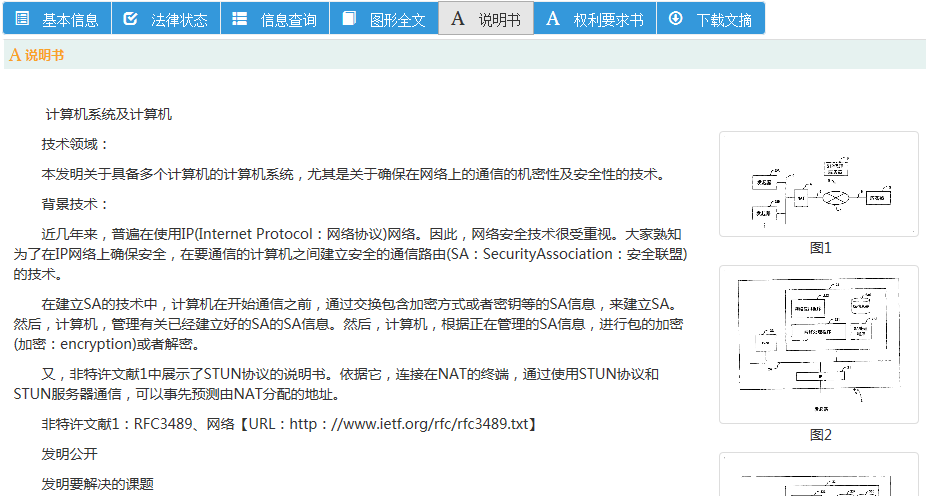 基本信息 法律状态 信息查询 图形全文 A 说明书 A 权利要求书 下载文摘
A 说明书
计算机系统及计算机
技术领域：
本发明关于具备多个计算机的计算机系统，尤其是关于确保在网络上的通信的机密性及安全性的技术。
背景技术：
近几年来，普遍在使用IP(Internet Protocol：网络协议)网络。因此，网络安全技术很受重视。大家熟知
为了在IP网络上确保安全，在要通信的计算机之间建立安全的通信路由(SA：SecurityAssociation：安全联盟)
的技术。
在建立SA的技术中，计算机在开始通信之前，通过交换包含加密方式或者密钥等的SA信息，来建立SA。
然后，计算机，管理有关已经建立好的SA的SA信息。然后，计算机，根据正在管理的SA信息，进行包的加密
(加密：encryption)或者解密。
又，非特许文献1中展示了STUN协议的说明书。依据它，连接在NAT的终端，通过使用STUN协议和
STUN服务器通信，可以事先预测由NAT分配的地址。
非特许文献1：RFC3489、网络【URL：http：//www.ietf.org/rfc/rfc3489.txt】
发明公开
发明要解决的课题
NAT
图1
图2